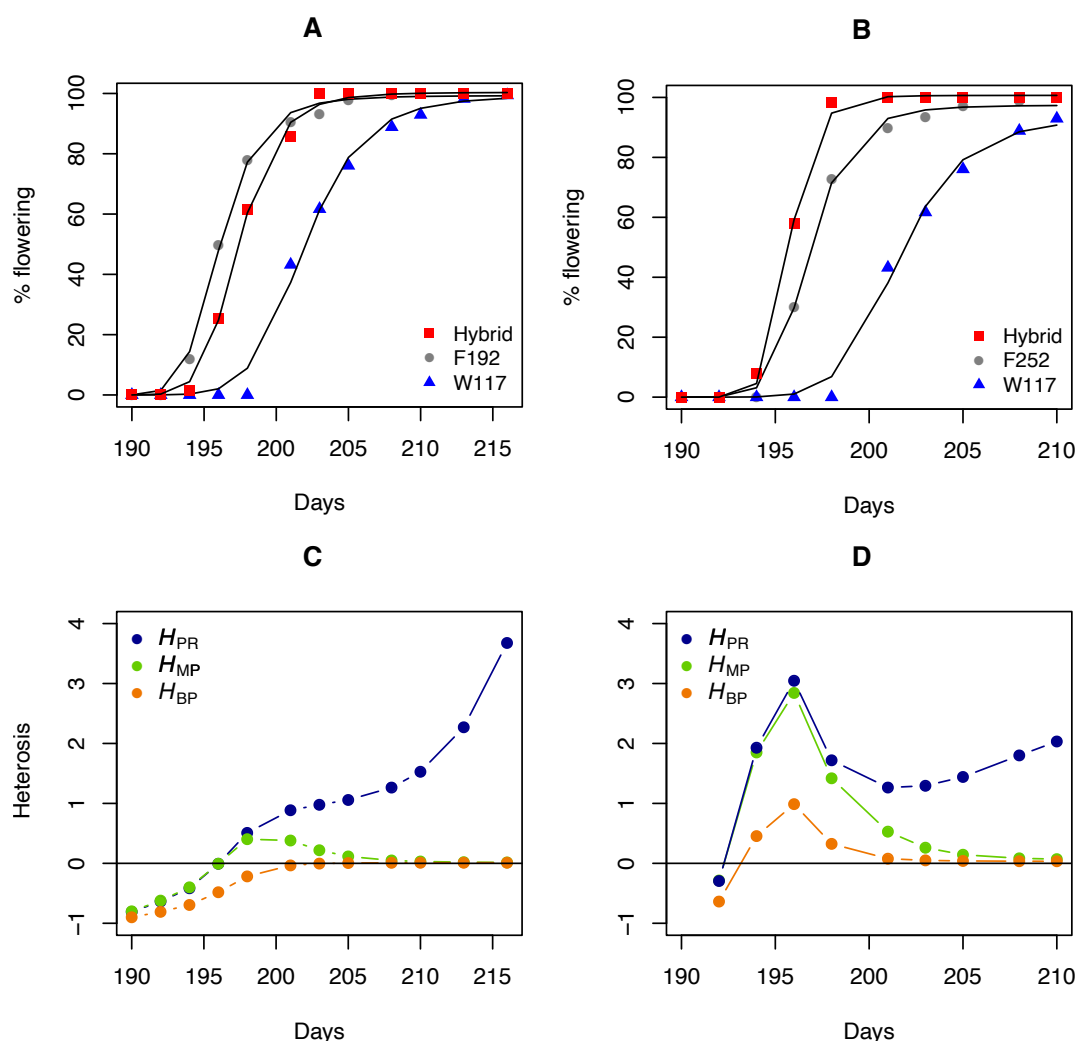 A
% flowering
0 20 40 60 80 100
Hybrid
F192
W117
190 195 200 205 210 215
Days
B
% flowering
0 20 40 60 80 100
Hybrid
F252
W117
190 195 200 205 210
Days
C
Heterosis
−1 0 1 2 3 4
HPR
HMP
HBP
190 195 200 205 210 215
Days
D
−1 0 1 2 3 4
HPR
HMP
HBP
190 195 200 205 210
Days